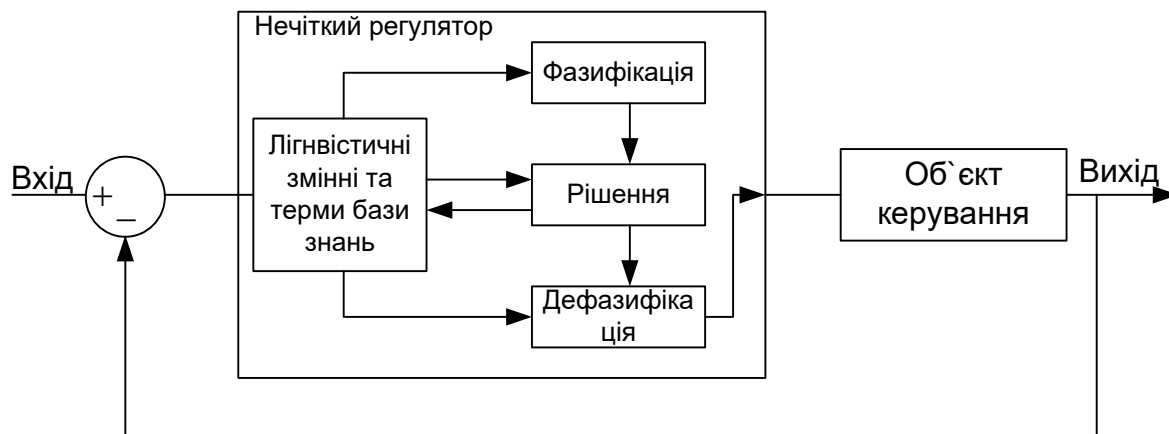 Нечіткий регулятор
Фазифікація
Лігнвістичні
змінні та
терми бази
знань
Рішення
Дефазифіка
ція
Вхід
+
−
Об`єкт
керування
Вихід